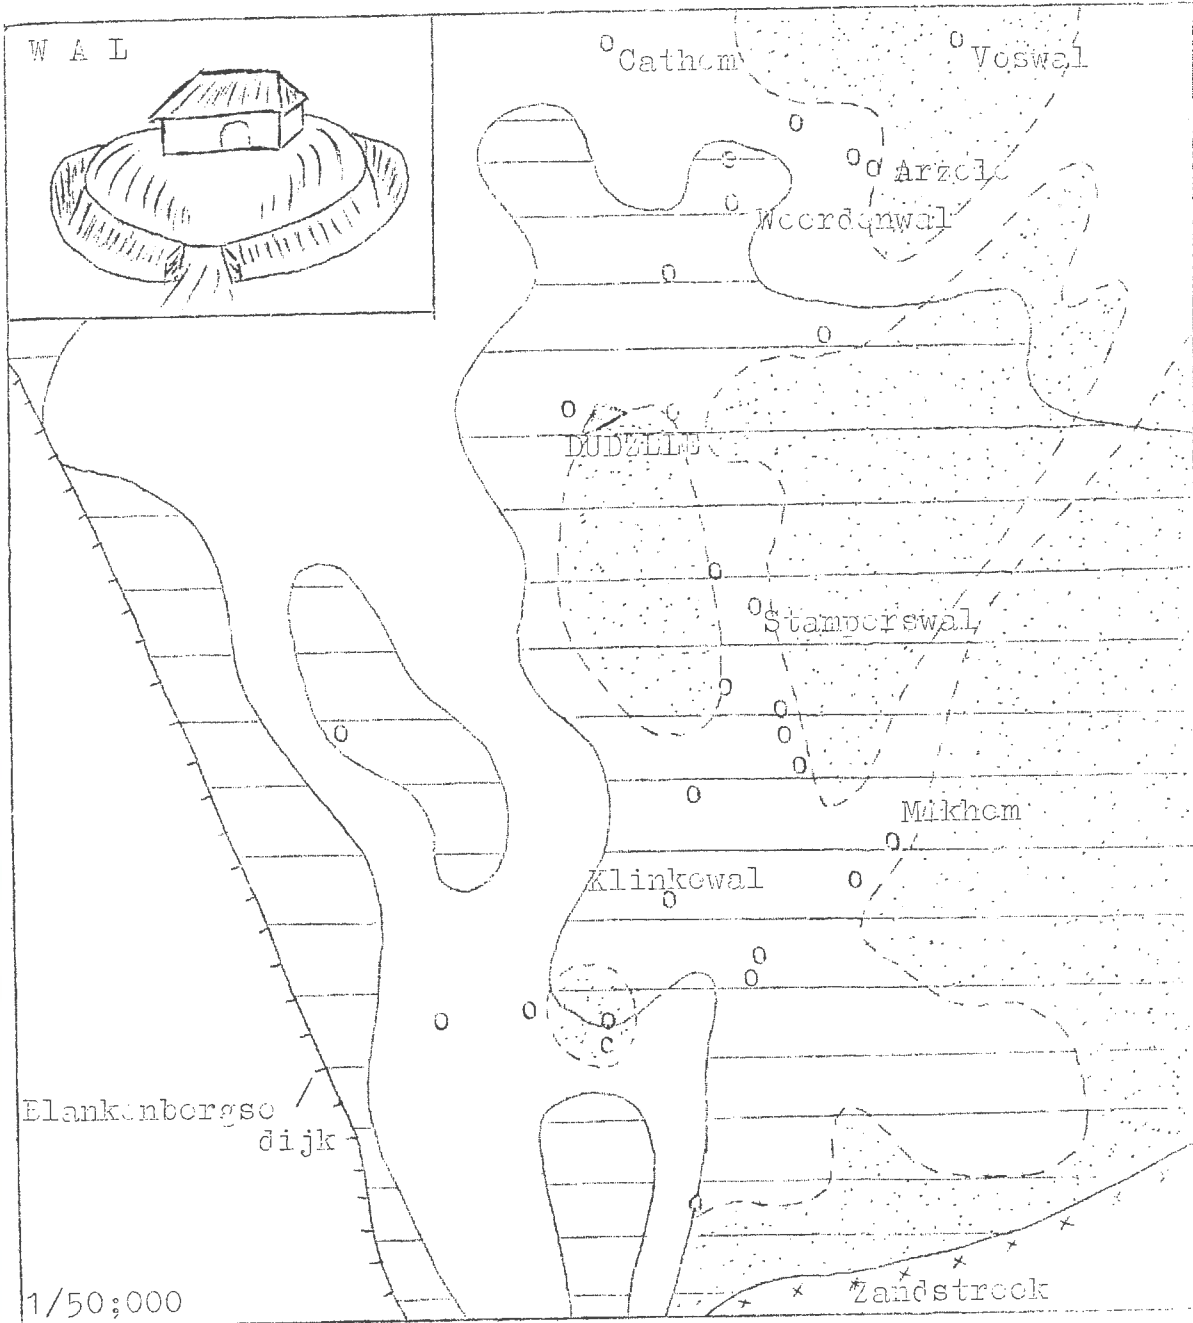 W A L
Cathem
Voswal
Arzele
Weerdenwal
DUDZELE
Stamperswal
Mikhem
Klinkewal
Blankenbergse
dijk
Zandstreek
1/50;000